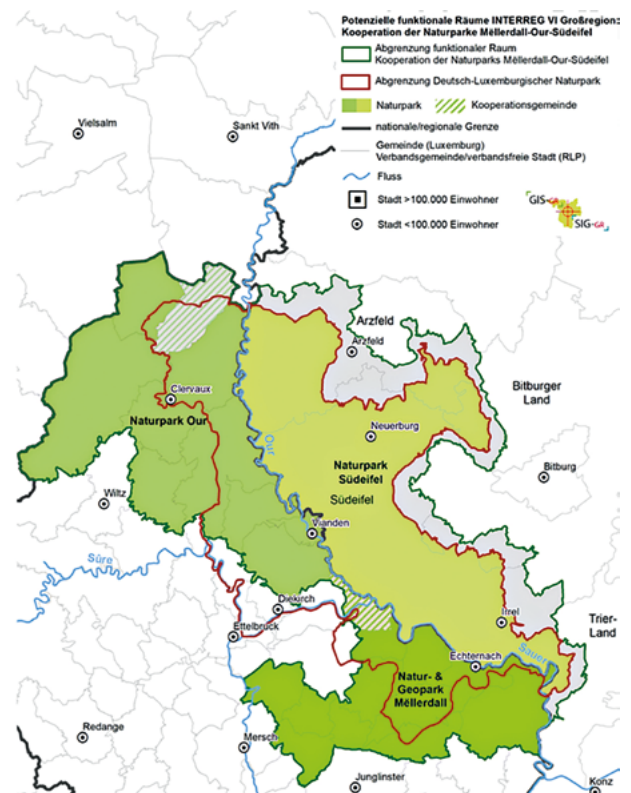 Potenzielle funktionale Räume INTERREG VI Großregion:
Kooperation der Naturparke Mëllerdall-Our-Südeifel
Abgrenzung funktionaler Raum
Kooperation der Naturparks Mëllerdall-Our-Südeifel
Abgrenzung Deutsch-Luxemburgischer Naturpark
Naturpark
Kooperationsgemeinde
nationale/regionale Grenze
Gemeinde (Luxemburg)
Verbandsgemeinde/verbandsfreie Stadt (RLP)
Fluss
Stadt >100.000 Einwohner
Stadt <100.000 Einwohner
GIS-GR
SIG-GR
Vielsalm
Sankt Vith
Arzfeld
Arzfeld
Clervaux
Bitburger
Land
Naturpark Our
Neuerburg
Our
Naturpark
Südeifel
Südeifel
Bitburg
Wiltz
Vianden
Sûre
Diekirch
Irrel
Trier-
Land
Ettelbruck
Echternach
Sauer
Natur- &
Geopark
Mëllerdall
Redange
Mersch
Junglinster
Konz